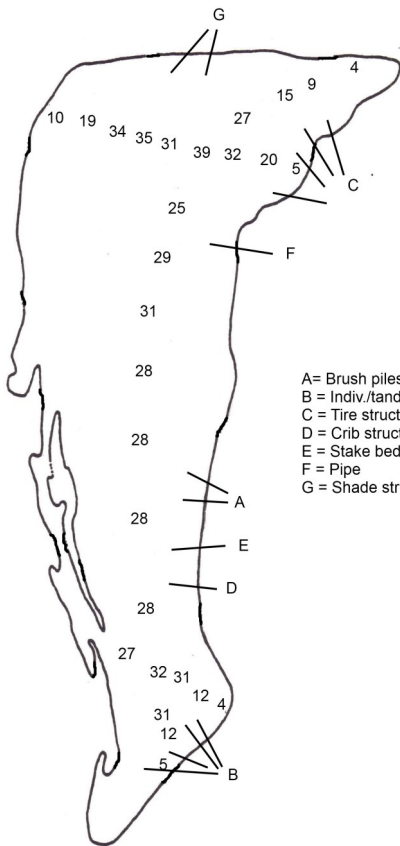 G
4
9
15
10
19
34
35
31
39
27
32
20
5
C
25
29
F
31
28
A= Brush piles
B = Indiv./tand
C = Tire struct
D = Crib struct
E = Stake bed
F = Pipe
G = Shade str
28
28
A
E
D
28
27
32
31
12
4
31
12
5
B